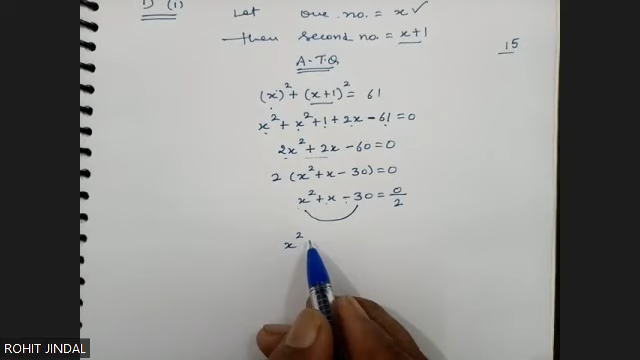 1) (i) Let one no. = x ✓
then second no. = x+1
15
A-T.Q.
(x)² + (x+1)² = 61
x² + x² + 1 + 2x - 61 = 0
2x² + 2x - 60 = 0
2 (x² + x - 30) = 0
x² + x - 30 = 0/2
x²
ROHIT JINDAL